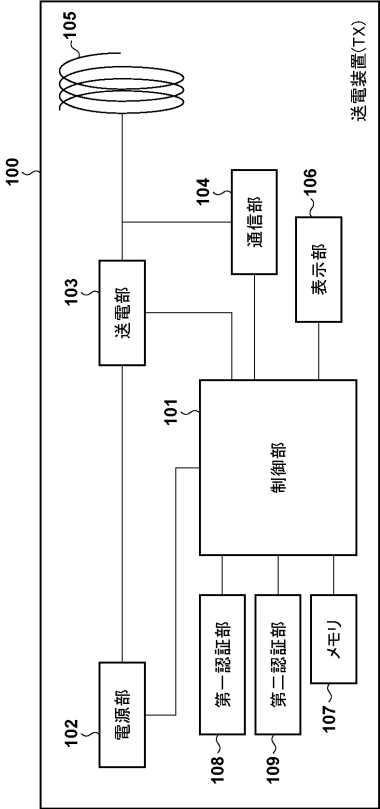 100
102
電源部
103
送電部
105
104
通信部
101
制御部
106
表示部
108
第一認証部
109
第二認証部
107
メモリ
送電装置(TX)